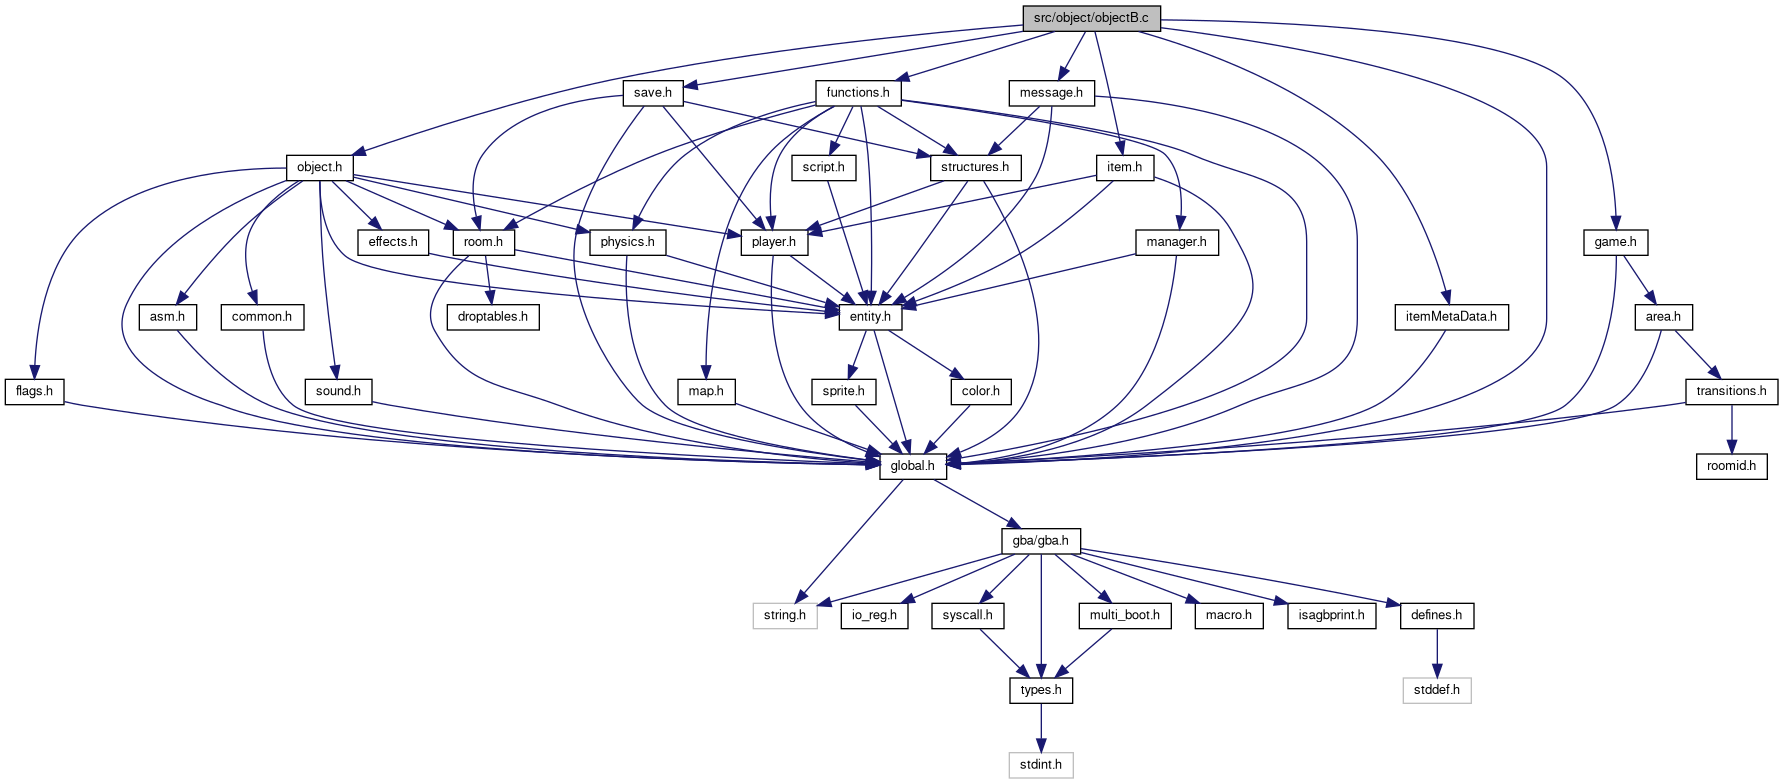 src/object/objectB.c
save.h
functions.h
message.h
object.h
script.h
structures.h
item.h
effects.h
room.h
physics.h
player.h
manager.h
game.h
asm.h
common.h
droptables.h
entity.h
itemMetaData.h
area.h
flags.h
sound.h
map.h
sprite.h
color.h
transitions.h
global.h
roomid.h
gba/gba.h
string.h
io_reg.h
syscall.h
multi_boot.h
macro.h
isagbprint.h
defines.h
types.h
stddef.h
stdint.h